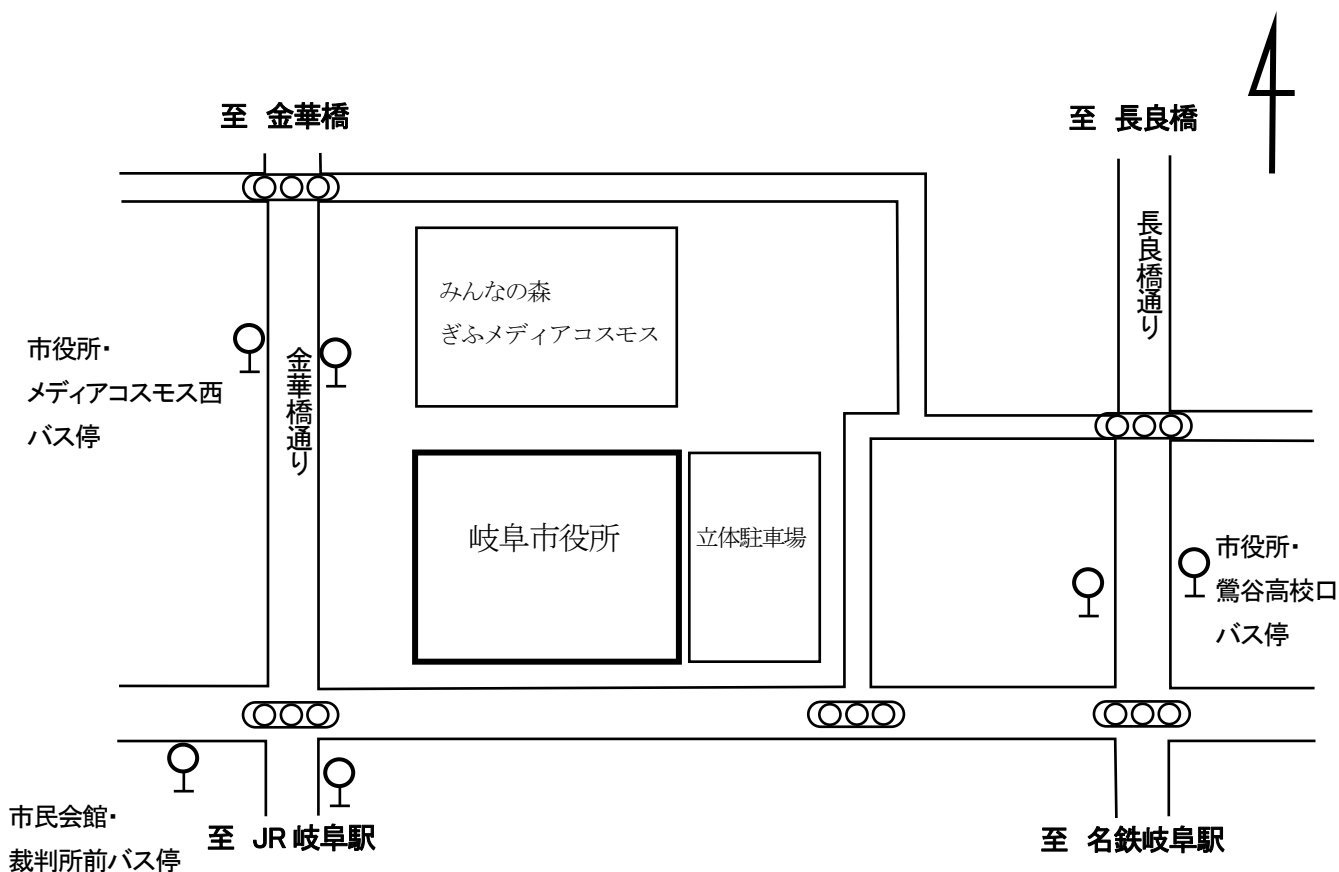 至 金華橋
至 長良橋
長良橋通り
みんなの森
ぎふメディアコスモス
市役所・
メディアコスモス西
バス停
金華橋通り
岐阜市役所
立体駐車場
市役所・
鶯谷高校口
バス停
市民会館・
裁判所前バス停
至 JR岐阜駅
至 名鉄岐阜駅